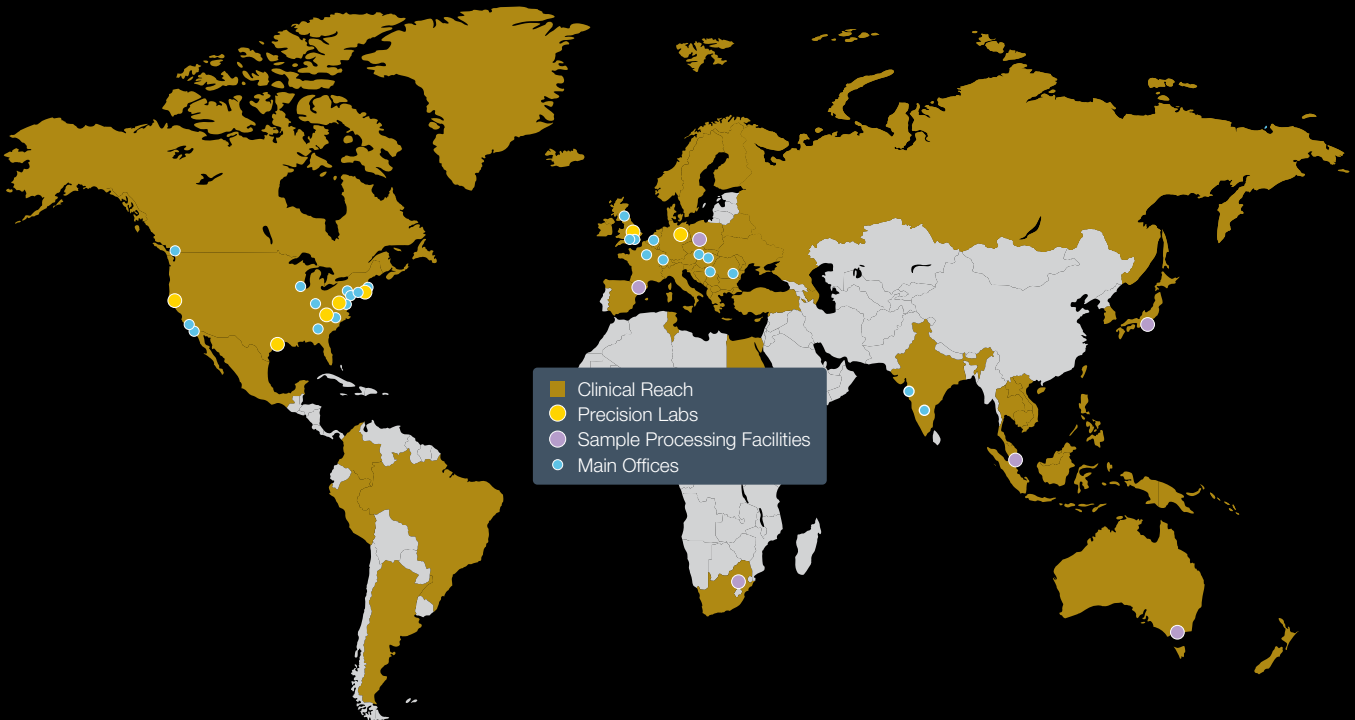 Clinical Reach
Precision Labs
Sample Processing Facilities
Main Offices